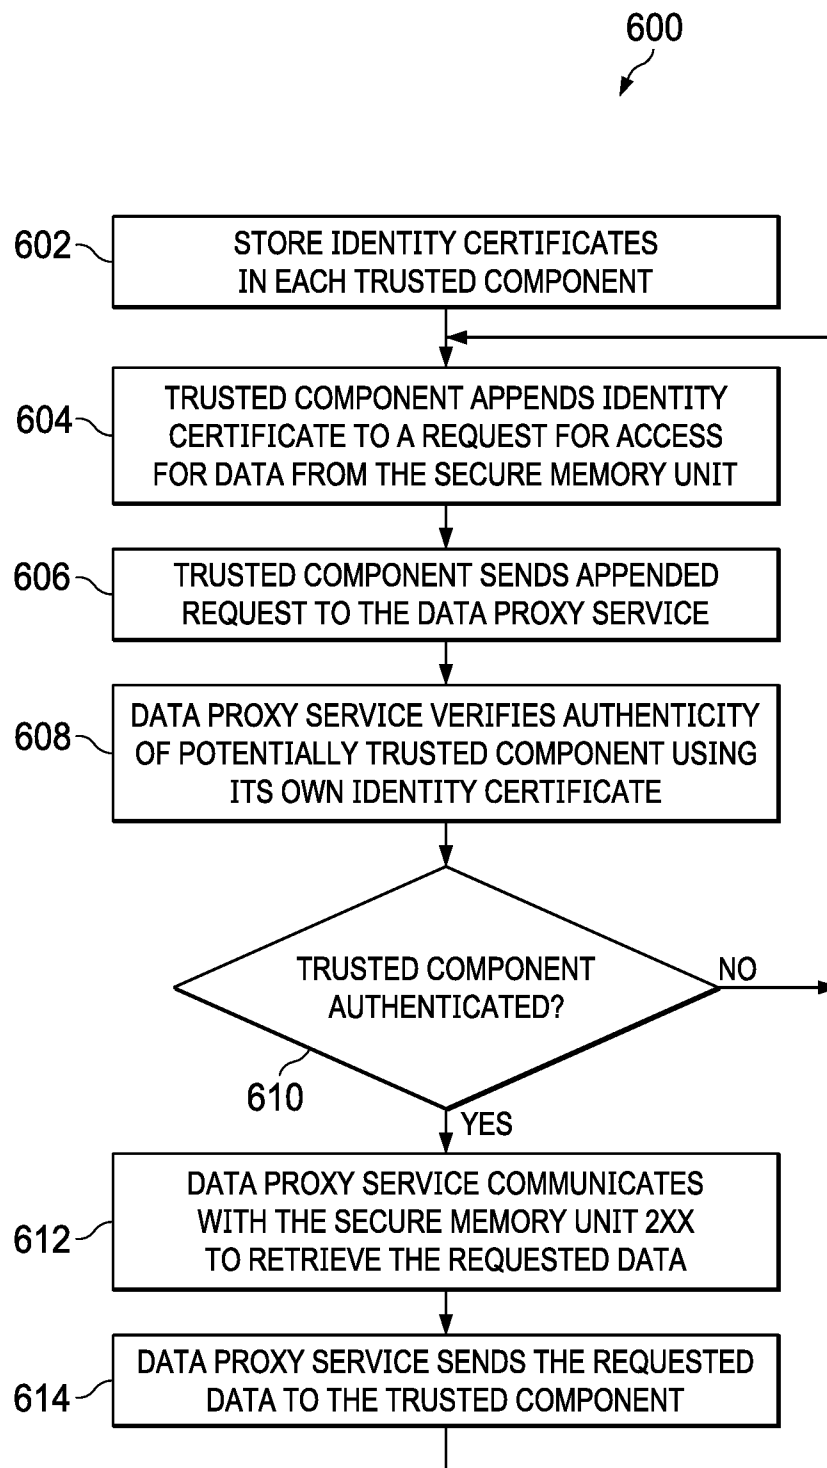 600
602
STORE IDENTITY CERTIFICATES
IN EACH TRUSTED COMPONENT
604
TRUSTED COMPONENT APPENDS IDENTITY
CERTIFICATE TO A REQUEST FOR ACCESS
FOR DATA FROM THE SECURE MEMORY UNIT
606
TRUSTED COMPONENT SENDS APPENDED
REQUEST TO THE DATA PROXY SERVICE
608
DATA PROXY SERVICE VERIFIES AUTHENTICITY
OF POTENTIALLY TRUSTED COMPONENT USING
ITS OWN IDENTITY CERTIFICATE
TRUSTED COMPONENT
AUTHENTICATED?
NO
610
YES
612
DATA PROXY SERVICE COMMUNICATES
WITH THE SECURE MEMORY UNIT 2XX
TO RETRIEVE THE REQUESTED DATA
614
DATA PROXY SERVICE SENDS THE REQUESTED
DATA TO THE TRUSTED COMPONENT